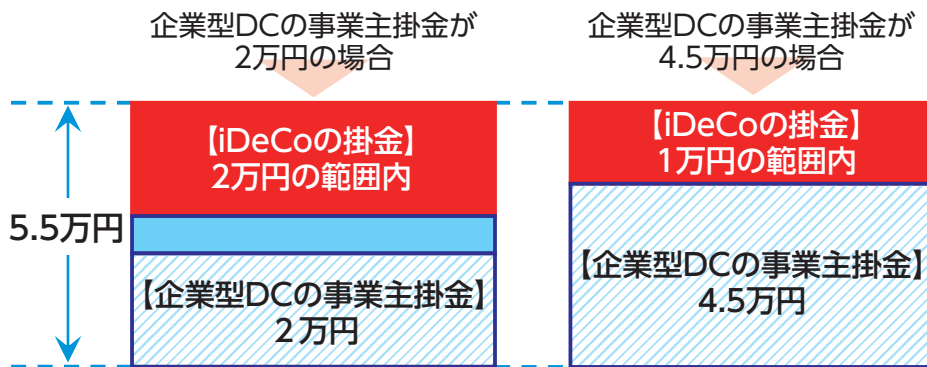 企業型DCの事業主掛金が
2万円の場合
企業型DCの事業主掛金が
4.5万円の場合
5.5万円
【iDeCoの掛金】
2万円の範囲内
【企業型DCの事業主掛金】
2万円
【iDeCoの掛金】
1万円の範囲内
【企業型DCの事業主掛金】
4.5万円